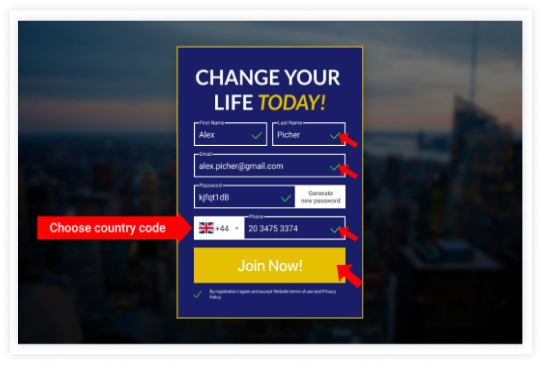 CHANGE YOUR
LIFE TODAY!
First Name
Last Name
Alex
Picher
Email
alex.picher@gmail.com
Password
kjfqt1dB
Generate
new password
Choose country code
Phone
+44
20 3475 3374
Join Now!
By registration I agree and accept Website terms of use and Privacy
Policy.